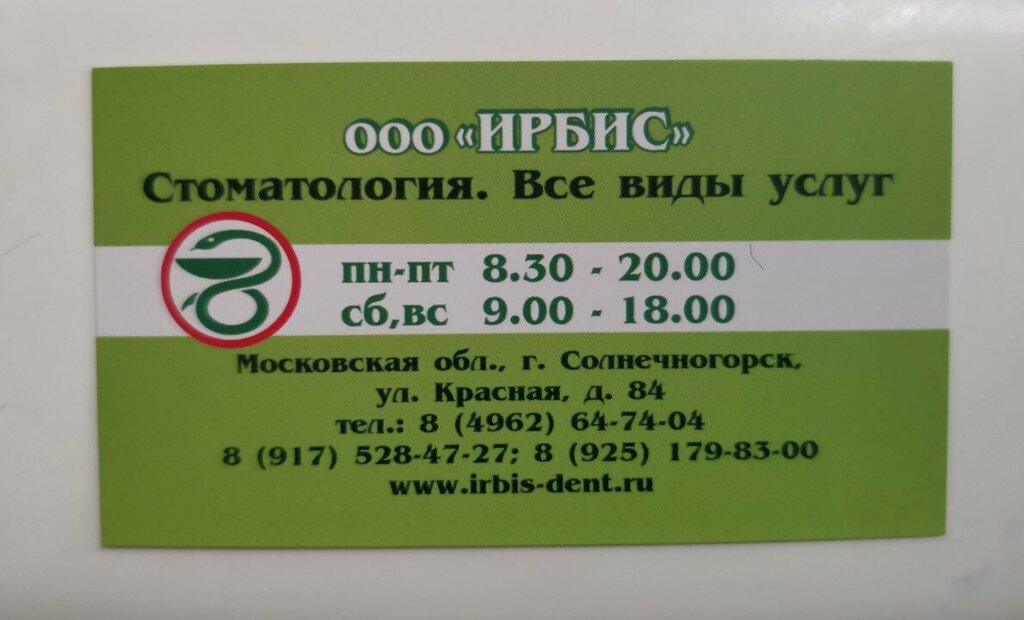 ООО «ИРБИС»
Стоматология. Все виды услуг
пн-пт 8.30 - 20.00
сб,вс 9.00 - 18.00
Московская обл., г. Солнечногорск,
ул. Красная, д. 84
тел.: 8 (4962) 64-74-04
8 (917) 528-47-27; 8 (925) 179-83-00
www.irbis-dent.ru